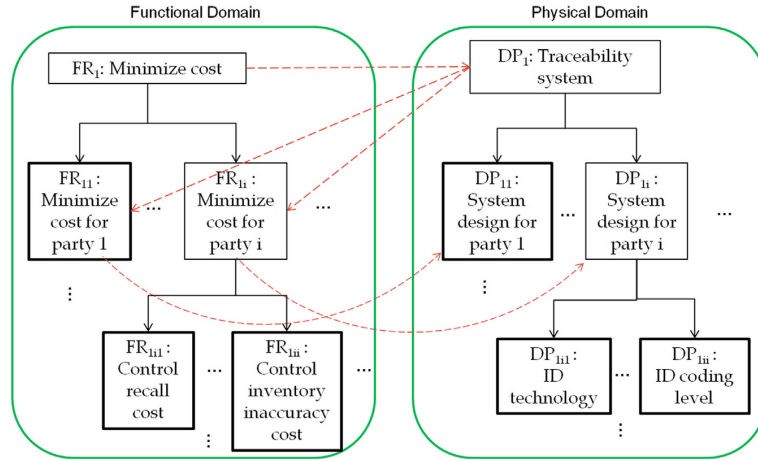 Functional Domain
Physical Domain
FR1: Minimize cost
DP1: Traceability
system
FR11:
Minimize
cost for
party 1
...
FR1i:
Minimize
cost for
party i
...
DP11:
System
design for
party 1
...
DP1i:
System
design for
party i
...
⋮
⋮
FR1i1:
Control
recall
cost
...
FR1ii:
Control
inventory
inaccuracy
cost
...
⋮
DP1i1:
ID
technology
...
DP1ii:
ID coding
level
⋮